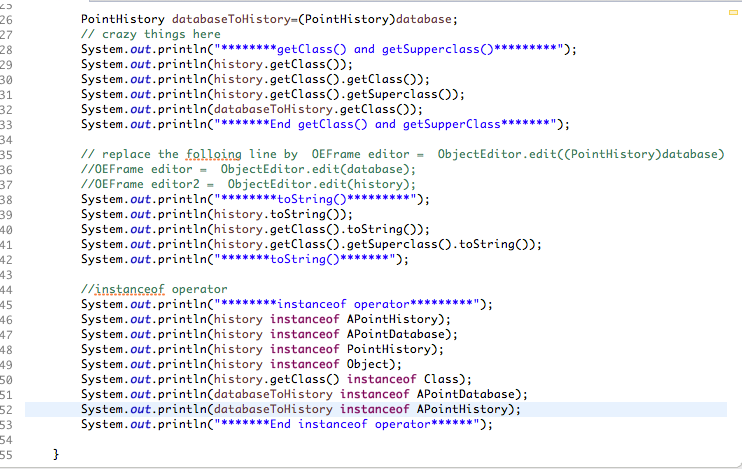 25
26 PointHistory databaseToHistory=(PointHistory)database;
27 // crazy things here
28 System.out.println("********getClass() and getSupperclass()*********");
29 System.out.println(history.getClass());
30 System.out.println(history.getClass().getClass());
31 System.out.println(history.getClass().getSuperclass());
32 System.out.println(databaseToHistory.getClass());
33 System.out.println("*******End getClass() and getSupperClass*******");
34
35 // replace the follping line by  OEFrame editor =  ObjectEditor.edit((PointHistory)database)
36 //OEFrame editor =  ObjectEditor.edit(database);
37 //OEFrame editor2 =  ObjectEditor.edit(history);
38 System.out.println("********toString()*********");
39 System.out.println(history.toString());
40 System.out.println(history.getClass().toString());
41 System.out.println(history.getClass().getSuperclass().toString());
42 System.out.println("*******toString()*******");
43
44 //instanceof operator
45 System.out.println("********instanceof operator*********");
46 System.out.println(history instanceof APointHistory);
47 System.out.println(history instanceof APointDatabase);
48 System.out.println(history instanceof PointHistory);
49 System.out.println(history instanceof Object);
50 System.out.println(history.getClass() instanceof Class);
51 System.out.println(databaseToHistory instanceof APointDatabase);
52 System.out.println(databaseToHistory instanceof APointHistory);
53 System.out.println("*******End instanceof operator******");
54
55 }